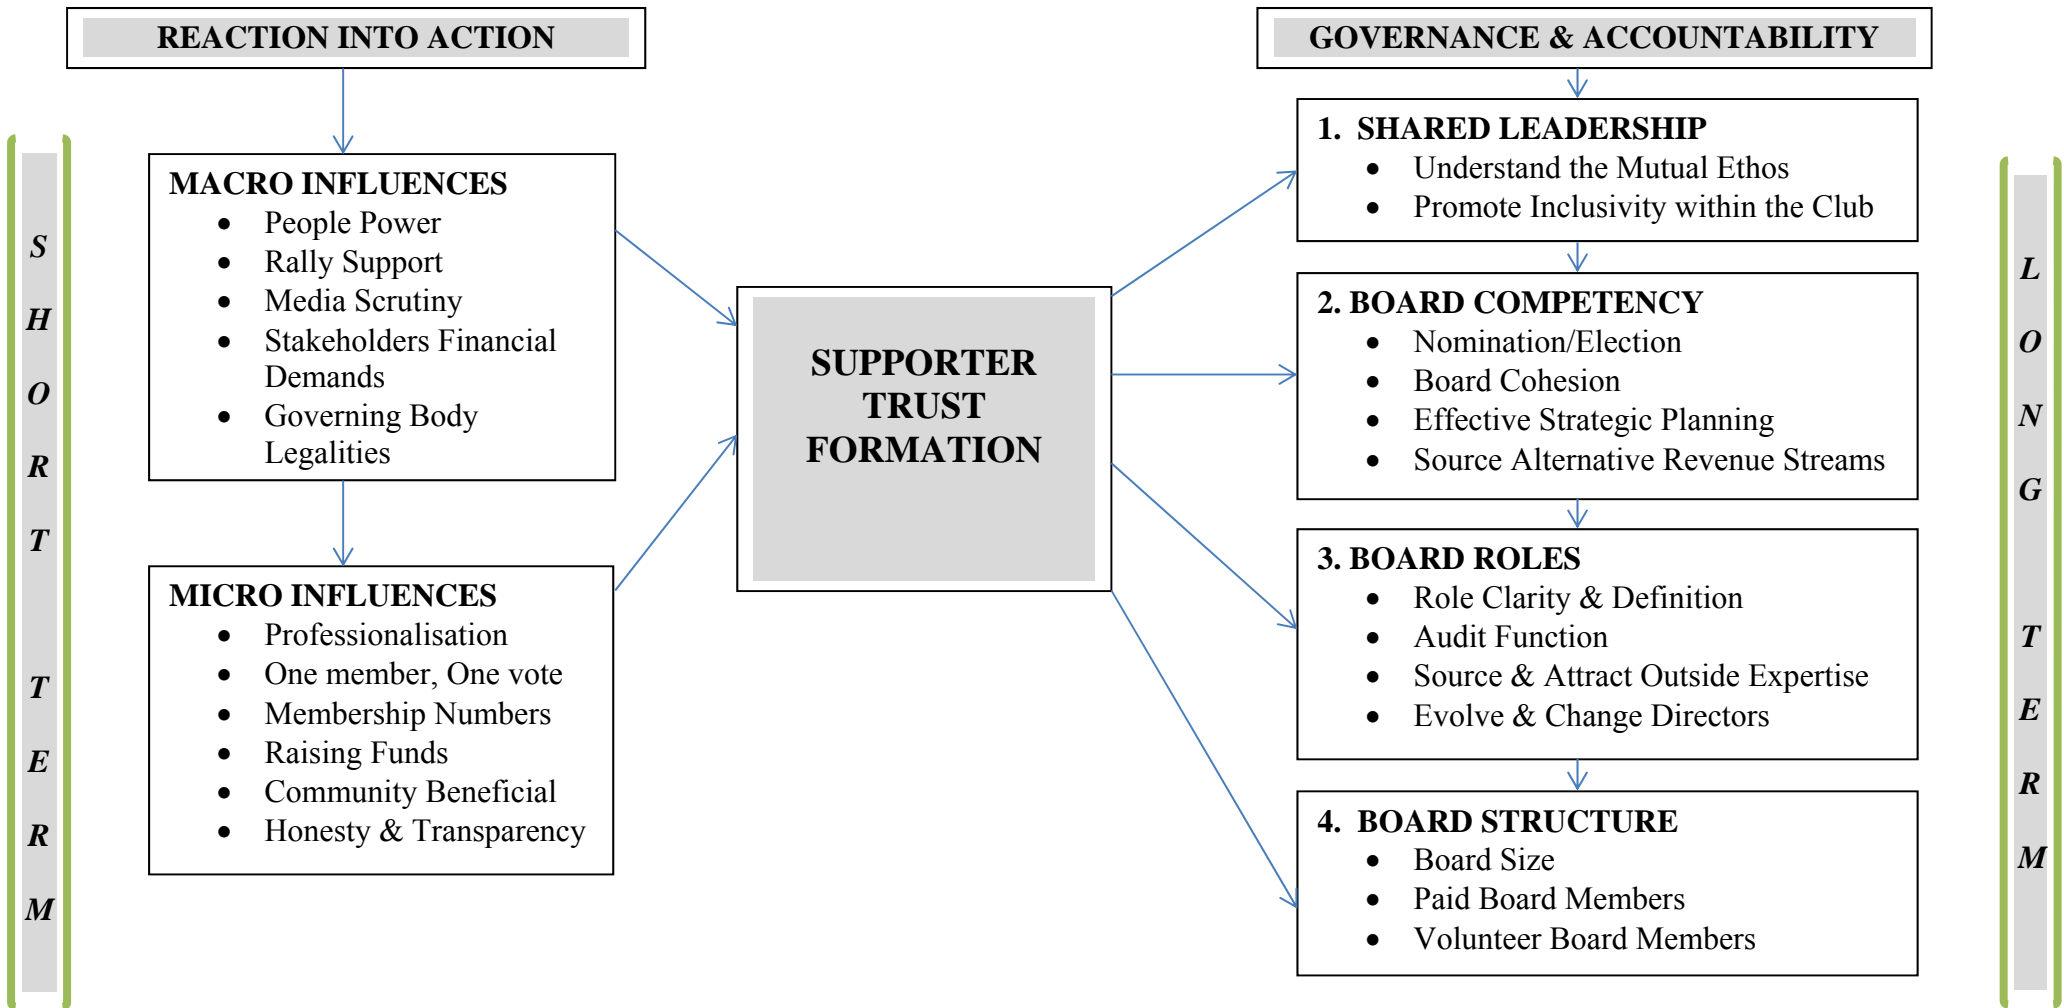 REACTION INTO ACTION
SHORT TERM
MACRO INFLUENCES
• People Power
• Rally Support
• Media Scrutiny
• Stakeholders Financial
Demands
• Governing Body
Legalities
MICRO INFLUENCES
• Professionalisation
• One member, One vote
• Membership Numbers
• Raising Funds
• Community Beneficial
• Honesty & Transparency
SUPPORTER
TRUST
FORMATION
GOVERNANCE & ACCOUNTABILITY
1. SHARED LEADERSHIP
• Understand the Mutual Ethos
• Promote Inclusivity within the Club
2. BOARD COMPETENCY
• Nomination/Election
• Board Cohesion
• Effective Strategic Planning
• Source Alternative Revenue Streams
3. BOARD ROLES
• Role Clarity & Definition
• Audit Function
• Source & Attract Outside Expertise
• Evolve & Change Directors
4. BOARD STRUCTURE
• Board Size
• Paid Board Members
• Volunteer Board Members
LONG TERM